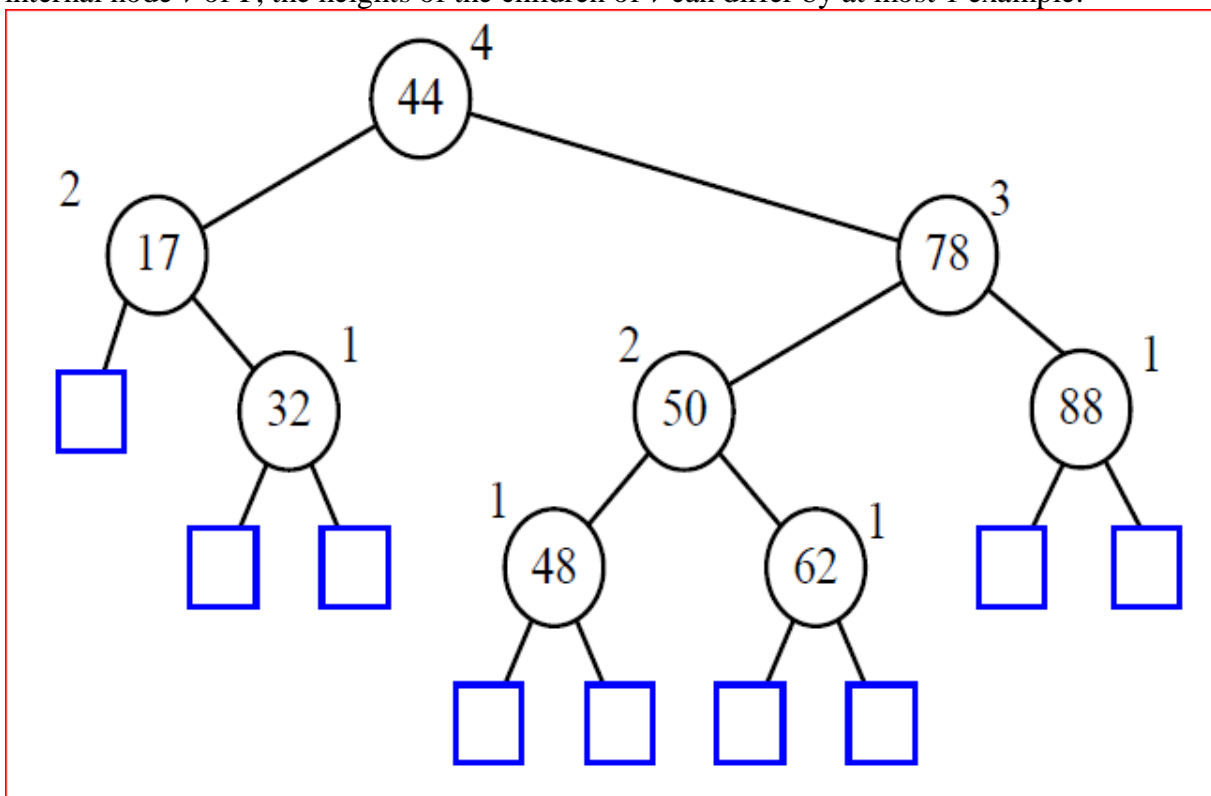 internal node v of T, the heights of the children of v can differ by at most 1 example:
4
44
2 3
17 78
1 2 1
32 50 88
1 1
48 62